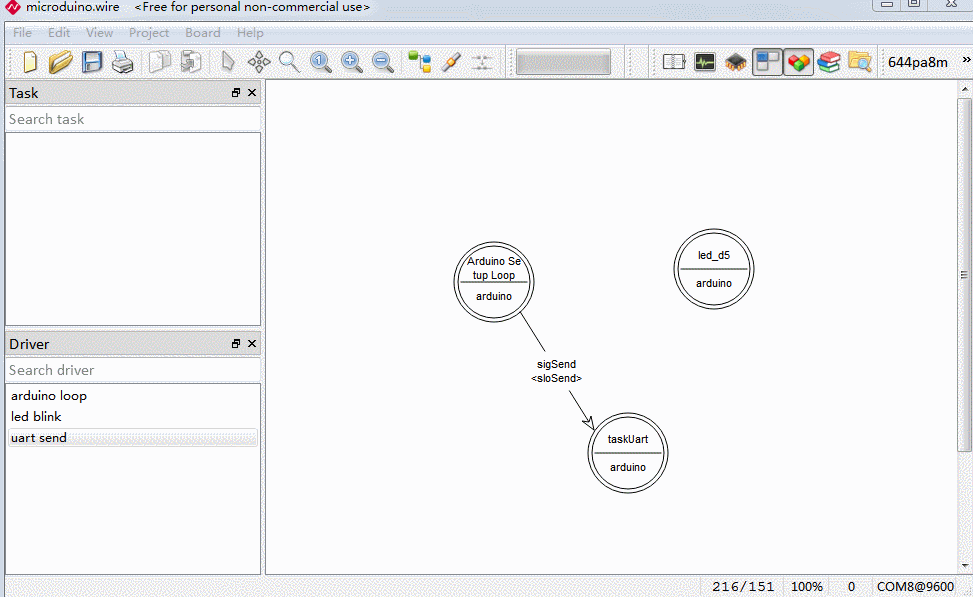 microduino.wire <Free for personal non-commercial use>
File Edit View Project Board Help
644pa8m »
Task
Search task
Arduino Se
tup Loop
arduino
led_d5
arduino
sigSend
<sloSend>
taskUart
arduino
Driver
Search driver
arduino loop
led blink
uart send
216/151 100% 0 COM8@9600